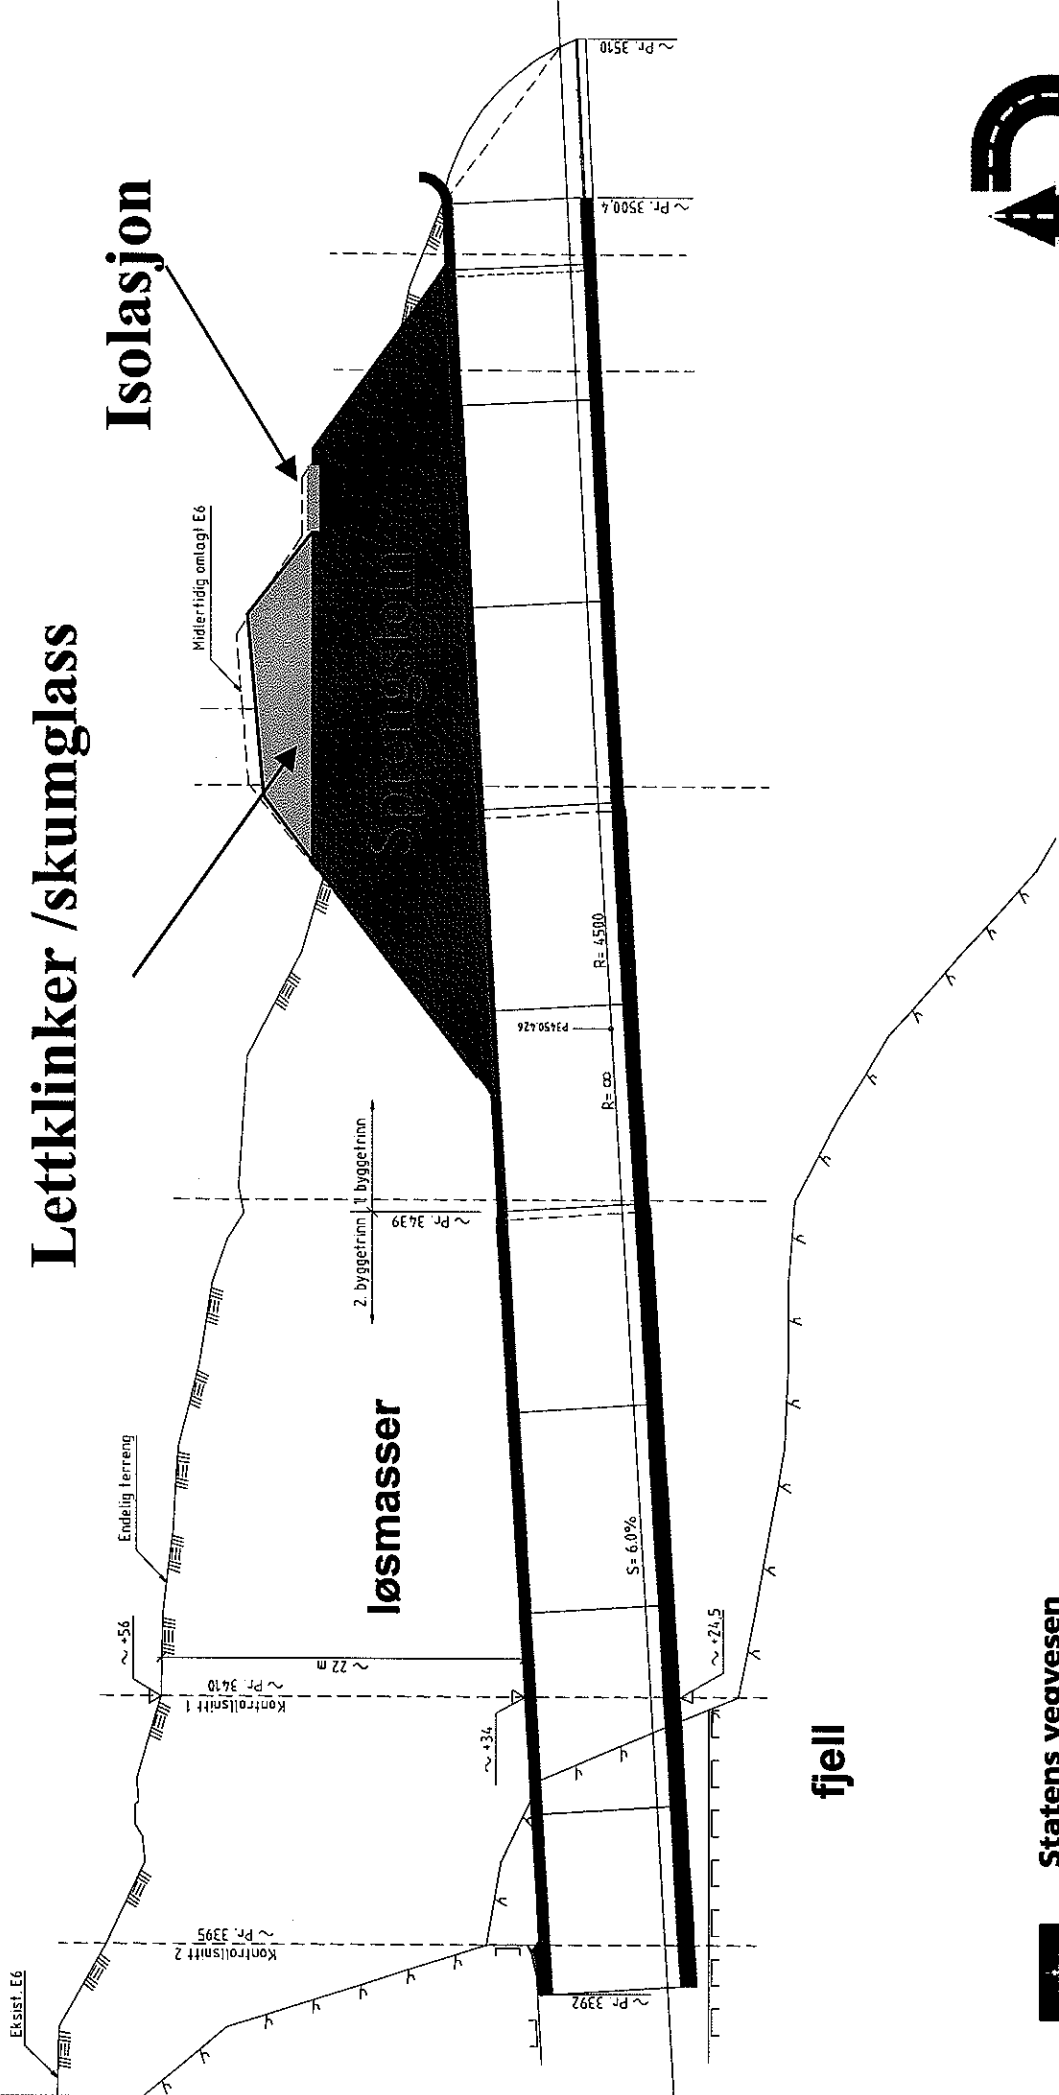 Lettklinker /skumglass
Isolasjon
Midlertidig omlagt E6
Sprengstein
Eksist. E6
~ +56
Endelig terreng
Kontrollsnitt 2
~ Pr. 3395
Kontrollsnitt 1
~ Pr. 3410
~ 22 m
løsmasser
2. byggetrinn
1. byggetrinn
~ Pr. 3439
~ +34
P3450.426
R= ∞
R= 4500
S= 6.0%
~ Pr. 3392
~ +24,5
~ Pr. 3500,4
~ Pr. 3510
fjell
Statens vegvesen